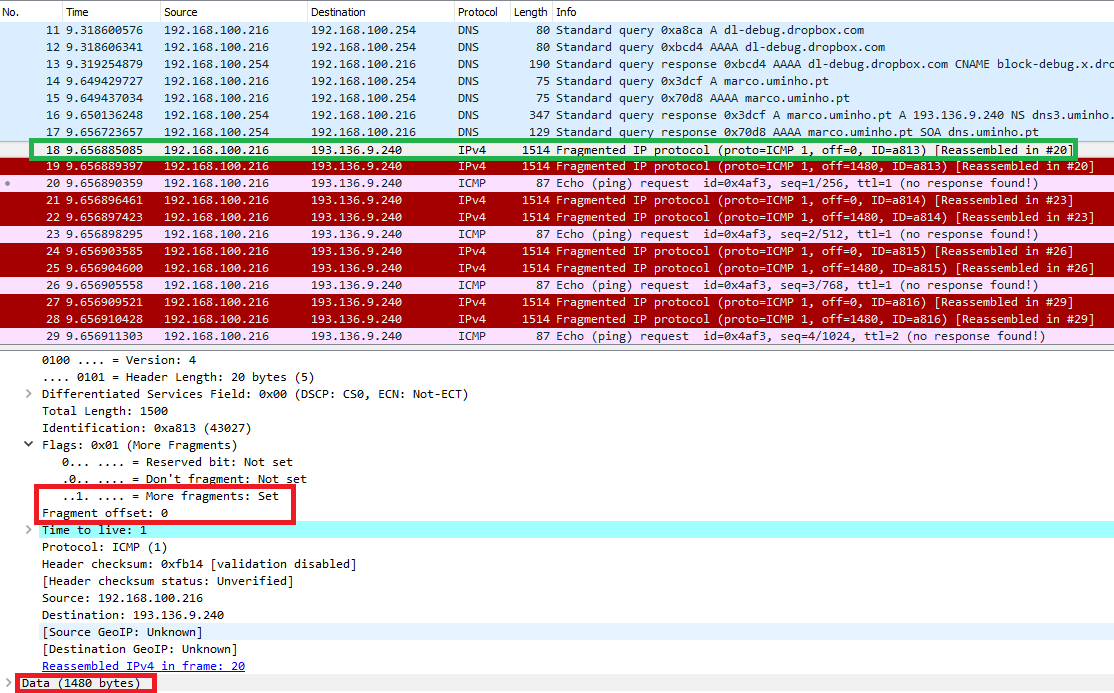 No. Time Source Destination Protocol Length Info
11 9.318600576 192.168.100.216 192.168.100.254 DNS 80 Standard query 0xa8ca A dl-debug.dropbox.com
12 9.318606341 192.168.100.216 192.168.100.254 DNS 80 Standard query 0xbcd4 AAAA dl-debug.dropbox.com
13 9.319254879 192.168.100.254 192.168.100.216 DNS 190 Standard query response 0xbcd4 AAAA dl-debug.dropbox.com CNAME block-debug.x.dro
14 9.649429727 192.168.100.216 192.168.100.254 DNS 75 Standard query 0x3dcf A marco.uminho.pt
15 9.649437034 192.168.100.216 192.168.100.254 DNS 75 Standard query 0x70d8 AAAA marco.uminho.pt
16 9.650136248 192.168.100.254 192.168.100.216 DNS 347 Standard query response 0x3dcf A marco.uminho.pt A 193.136.9.240 NS dns3.uminho.
17 9.656723657 192.168.100.254 192.168.100.216 DNS 129 Standard query response 0x70d8 AAAA marco.uminho.pt SOA dns.uminho.pt
18 9.656885085 192.168.100.216 193.136.9.240 IPv4 1514 Fragmented IP protocol (proto=ICMP 1, off=0, ID=a813) [Reassembled in #20]
19 9.656889397 192.168.100.216 193.136.9.240 IPv4 1514 Fragmented IP protocol (proto=ICMP 1, off=1480, ID=a813) [Reassembled in #20]
20 9.656890359 192.168.100.216 193.136.9.240 ICMP 87 Echo (ping) request id=0x4af3, seq=1/256, ttl=1 (no response found!)
21 9.656896461 192.168.100.216 193.136.9.240 IPv4 1514 Fragmented IP protocol (proto=ICMP 1, off=0, ID=a814) [Reassembled in #23]
22 9.656897423 192.168.100.216 193.136.9.240 IPv4 1514 Fragmented IP protocol (proto=ICMP 1, off=1480, ID=a814) [Reassembled in #23]
23 9.656898295 192.168.100.216 193.136.9.240 ICMP 87 Echo (ping) request id=0x4af3, seq=2/512, ttl=1 (no response found!)
24 9.656903585 192.168.100.216 193.136.9.240 IPv4 1514 Fragmented IP protocol (proto=ICMP 1, off=0, ID=a815) [Reassembled in #26]
25 9.656904600 192.168.100.216 193.136.9.240 IPv4 1514 Fragmented IP protocol (proto=ICMP 1, off=1480, ID=a815) [Reassembled in #26]
26 9.656905558 192.168.100.216 193.136.9.240 ICMP 87 Echo (ping) request id=0x4af3, seq=3/768, ttl=1 (no response found!)
27 9.656909521 192.168.100.216 193.136.9.240 IPv4 1514 Fragmented IP protocol (proto=ICMP 1, off=0, ID=a816) [Reassembled in #29]
28 9.656910428 192.168.100.216 193.136.9.240 IPv4 1514 Fragmented IP protocol (proto=ICMP 1, off=1480, ID=a816) [Reassembled in #29]
29 9.656911303 192.168.100.216 193.136.9.240 ICMP 87 Echo (ping) request id=0x4af3, seq=4/1024, ttl=2 (no response found!)
0100 .... = Version: 4
.... 0101 = Header Length: 20 bytes (5)
Differentiated Services Field: 0x00 (DSCP: CS0, ECN: Not-ECT)
Total Length: 1500
Identification: 0xa813 (43027)
Flags: 0x01 (More Fragments)
0... .... = Reserved bit: Not set
.0.. .... = Don't fragment: Not set
..1. .... = More fragments: Set
Fragment offset: 0
Time to live: 1
Protocol: ICMP (1)
Header checksum: 0xfb14 [validation disabled]
[Header checksum status: Unverified]
Source: 192.168.100.216
Destination: 193.136.9.240
[Source GeoIP: Unknown]
[Destination GeoIP: Unknown]
Reassembled IPv4 in frame: 20
Data (1480 bytes)